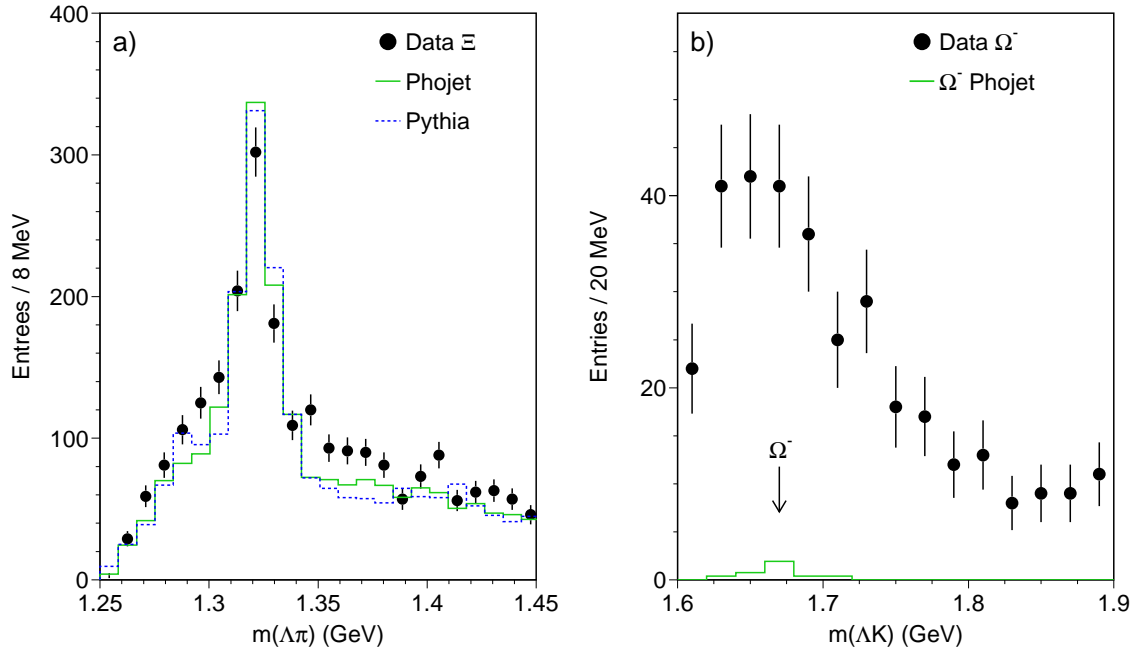 a)
Data Ξ
Phojet
Pythia
400
300
200
100
0
Entrees / 8 MeV
1.25
1.3
1.35
1.4
1.45
m(Λπ) (GeV)
b)
Data Ω⁻
Ω⁻ Phojet
40
20
0
Entries / 20 MeV
Ω⁻
1.6
1.7
1.8
1.9
m(ΛK) (GeV)